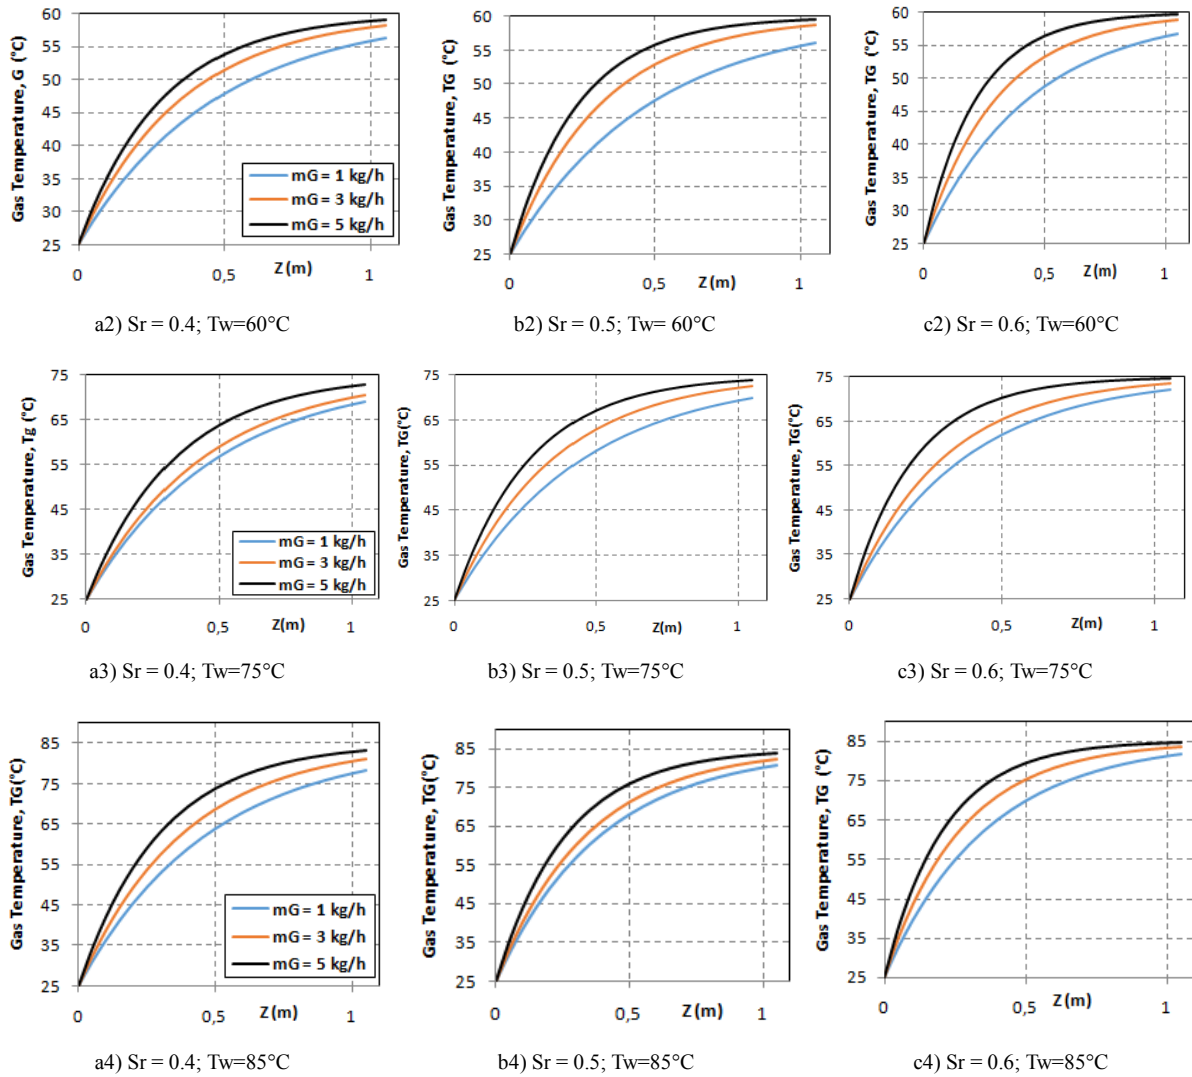 Gas Temperature, G (°C)
60
55
50
45
40
35
30
25
0
0,5
1
Z (m)
mG = 1 kg/h
mG = 3 kg/h
mG = 5 kg/h
a2) Sr = 0.4; Tw=60°C
Gas Temperature, TG (°C)
60
55
50
45
40
35
30
25
0
0,5
1
Z (m)
b2) Sr = 0.5; Tw= 60°C
Gas Temperature, TG (°C)
60
55
50
45
40
35
30
25
0
0,5
1
Z (m)
c2) Sr = 0.6; Tw=60°C
Gas Temperature, Tg (°C)
75
65
55
45
35
25
0
0,5
1
Z(m)
mG = 1 kg/h
mG = 3 kg/h
mG = 5 kg/h
a3) Sr = 0.4; Tw=75°C
Gas Temperature, TG(°C)
75
65
55
45
35
25
0
0,5
1
Z(m)
b3) Sr = 0.5; Tw=75°C
Gas Temperature, TG(°C)
75
65
55
45
35
25
0
0,5
1
Z(m)
c3) Sr = 0.6; Tw=75°C
Gas Temperature, TG(°C)
85
75
65
55
45
35
25
0
0,5
1
Z(m)
mG = 1 kg/h
mG = 3 kg/h
mG = 5 kg/h
a4) Sr = 0.4; Tw=85°C
Gas Temperature, TG(°C)
85
75
65
55
45
35
25
0
0,5
1
Z(m)
b4) Sr = 0.5; Tw=85°C
Gas Temperature, TG (°C)
85
75
65
55
45
35
25
0
0,5
1
Z (m)
c4) Sr = 0.6; Tw=85°C